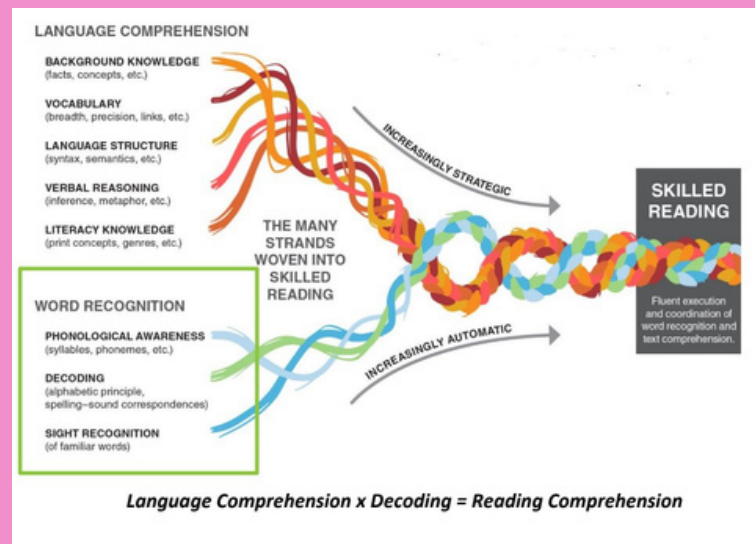 LANGUAGE COMPREHENSION
BACKGROUND KNOWLEDGE
(facts, concepts, etc.)
VOCABULARY
(breadth, precision, links, etc.)
LANGUAGE STRUCTURE
(syntax, semantics, etc.)
VERBAL REASONING
(inference, metaphor, etc.)
LITERACY KNOWLEDGE
(print concepts, genres, etc.)
THE MANY
STRANDS
WOVEN INTO
SKILLED
READING
WORD RECOGNITION
PHONOLOGICAL AWARENESS
(syllables, phonemes, etc.)
DECODING
(alphabetic principle,
spelling–sound correspondences)
SIGHT RECOGNITION
(of familiar words)
INCREASINGLY STRATEGIC
INCREASINGLY AUTOMATIC
SKILLED
READING
Fluent execution
and coordination of
word recognition and
text comprehension.
Language Comprehension x Decoding = Reading Comprehension